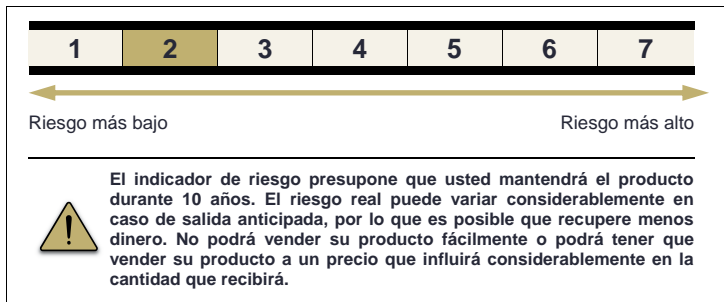 1 2 3 4 5 6 7
Riesgo más bajo Riesgo más alto
El indicador de riesgo presupone que usted mantendrá el producto
durante 10 años. El riesgo real puede variar considerablemente en
caso de salida anticipada, por lo que es posible que recupere menos
dinero. No podrá vender su producto fácilmente o podrá tener que
vender su producto a un precio que influirá considerablemente en la
cantidad que recibirá.